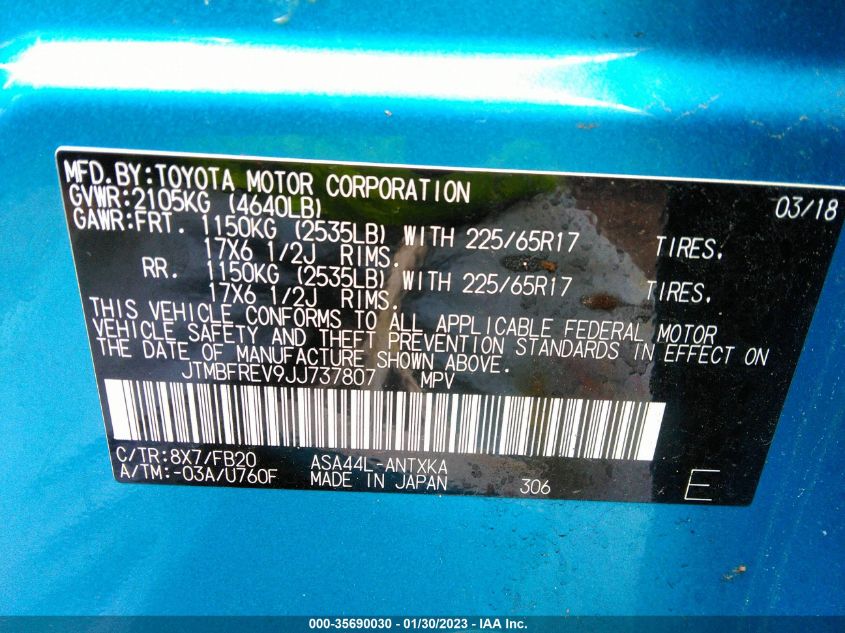 MFD.BY:TOYOTA MOTOR CORPORATION 03/18
GVWR:2105KG (4640LB)
GAWR:FRT. 1150KG (2535LB) WITH 225/65R17 TIRES.
17X6 1/2J RIMS.
RR. 1150KG (2535LB) WITH 225/65R17 TIRES.
17X6 1/2J RIMS.
THIS VEHICLE CONFORMS TO ALL APPLICABLE FEDERAL MOTOR
VEHICLE SAFETY AND THEFT PREVENTION STANDARDS IN EFFECT ON
THE DATE OF MANUFACTURE SHOWN ABOVE.
JTMBFREV9JJ737807 MPV
C/TR:8X7/FB20 ASA44L-ANTXKA
A/TM:-03A/U760F MADE IN JAPAN 306 E
000-35690030 - 01/30/2023 - IAA Inc.